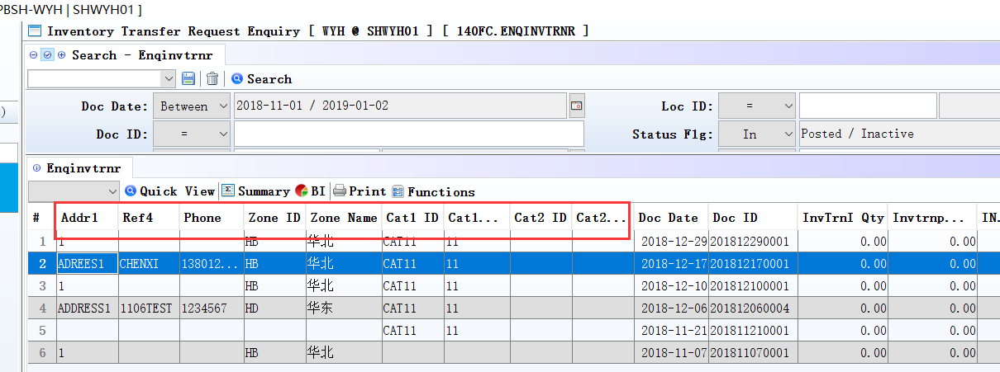 PBSH-WYH | SHWYH01 ]
Inventory Transfer Request Enquiry [ WYH @ SHWYH01 ] [ 140FC.ENQINVTRNR ]
Search - Enqinvtrnr
Search
Doc Date: Between 2018-11-01 / 2019-01-02 Loc ID: =
Doc ID: = Status Flg: In Posted / Inactive
Enqinvtrnr
Quick View Summary BI Print Functions
# Addr1 Ref4 Phone Zone ID Zone Name Cat1 ID Cat1... Cat2 ID Cat2... Doc Date Doc ID InvTrnI Qty Invtrnp... IN.
1 1 HB 华北 CAT11 11 2018-12-29 201812290001 0.00 0.00
2 ADREES1 CHENXI 138012... HB 华北 CAT11 11 2018-12-17 201812170001 0.00 0.00
3 1 HB 华北 CAT11 11 2018-12-10 201812100001 0.00 0.00
4 ADDRESS1 1106TEST 1234567 HD 华东 CAT11 11 2018-12-06 201812060004 0.00 0.00
5 CAT11 11 2018-11-21 201811210001 0.00 0.00
6 1 HB 华北 2018-11-07 201811070001 0.00 0.00